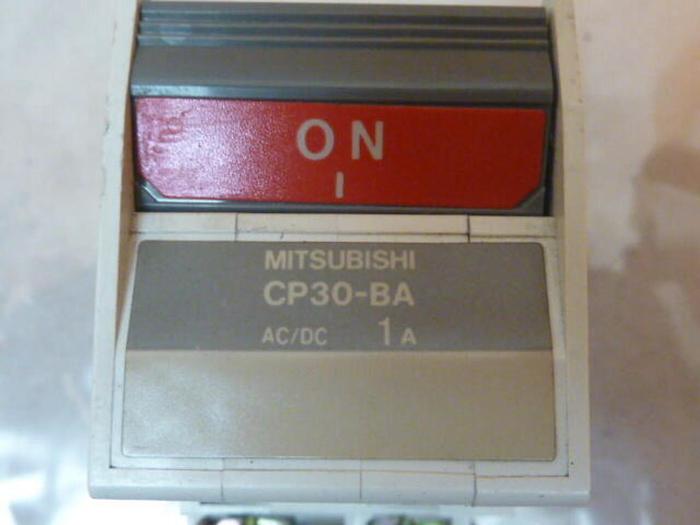 ON
I
MITSUBISHI
CP30-BA
AC/DC 1A